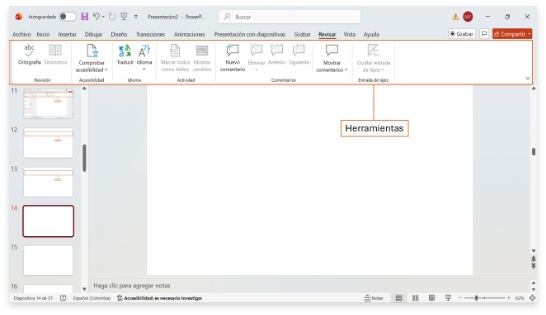 Autoguardado
Presentación2 - PowerP...
Buscar
MT
Archivo Inicio Insertar Dibujar Diseño Transiciones Animaciones Presentación con diapositivas Grabar Revisar Vista Ayuda
Grabar
Compartir
abc
Ortografía Sinónimos
Comprobar accesibilidad
Traducir Idioma
Marcar todos como leídos
Mostrar cambios
Nuevo comentario
Eliminar Anterior Siguiente
Mostrar comentarios
Ocultar entrada de lápiz
Revisión Accesibilidad Idioma Actividad Comentarios Entrada de lápiz
Herramientas
11
12
13
14
15
16
Haga clic para agregar notas
Diapositiva 14 de 37
Español (Colombia)
Accesibilidad: es necesario investigar
Notas
62%